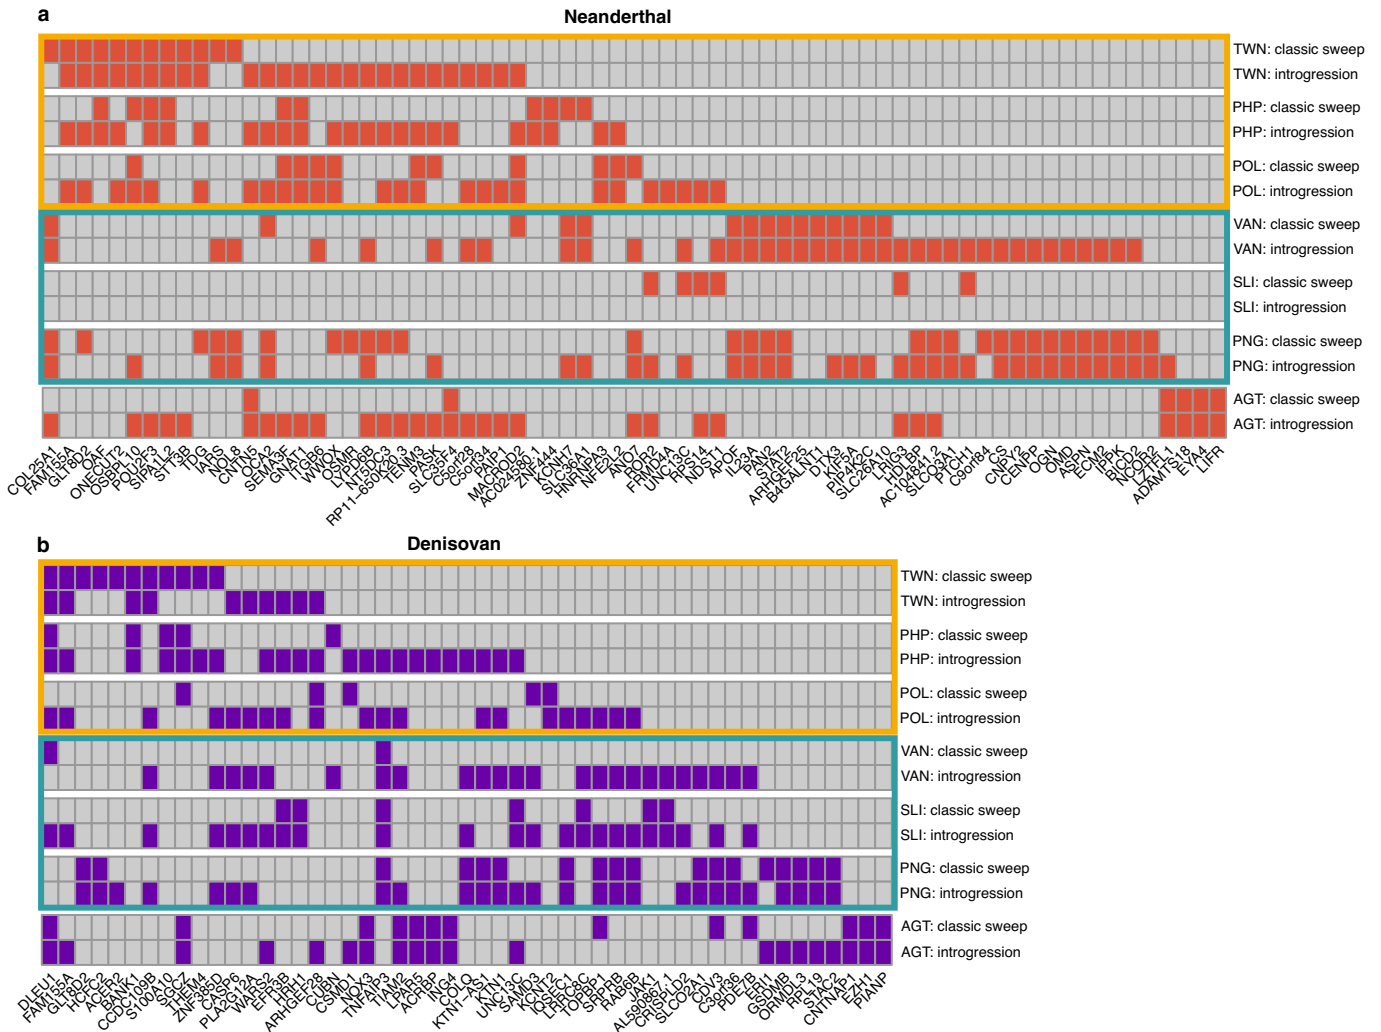 a
Neanderthal
TWN: classic sweep
TWN: introgression
PHP: classic sweep
PHP: introgression
POL: classic sweep
POL: introgression
VAN: classic sweep
VAN: introgression
SLI: classic sweep
SLI: introgression
PNG: classic sweep
PNG: introgression
AGT: classic sweep
AGT: introgression
COL25A1
FAM155A
GLT8D2
OAF
ONECUT2
OSBPL10
POU2F3
SIPA1L2
STT3B
TDG
IARS
NOL8
CNTN5
OCA2
SEMA3F
GNAT1
ITGB6
WWOX
OSMR
LYPD6B
NT5DC3
RP11-650K20.3
TENM3
PASK
SLC35F4
C5orf28
C5orf34
PAIP1
MACROD2
AC02458.1
ZNF444
KCNH7
SLC36A1
HNRNPA3
NFE2L2
ANO7
ROR2
FRMD4A
UNC13C
RPS14
NDST1
APOF
IL23A
PAN2
STAT2
ARHGEF25
B4GALNT1
DTX3
KIF5A
PIP4K2C
SLC26A10
LRIG3
HDLBP
AC104841.2
SLCO3A1
PTCH1
C9orf84
CS
CNPY2
CENPP
OGN
OMD
ASPN
ECM2
IPPK
BICD2
NCOR2
LZTFL1
ADAMTS18
EYA4
LIFR
b
Denisovan
TWN: classic sweep
TWN: introgression
PHP: classic sweep
PHP: introgression
POL: classic sweep
POL: introgression
VAN: classic sweep
VAN: introgression
SLI: classic sweep
SLI: introgression
PNG: classic sweep
PNG: introgression
AGT: classic sweep
AGT: introgression
DLEU1
FAM155A
GLTPD2
HCFC2
ACER2
BANK1
CCDC109B
S100A10
SORCZ
THEM4
ZNF385D
CASP6
PLA2G12A
WARS2
EFR3B
HRH1
ARHGEF28
CUBN
CSMD1
NOX3
TNFAIP3
TIAM2
LPAR5
ACRBP
ING4
COLQ
KTN1-AS1
KTN1
UNC13C
SAMD3
KCNT2
IQSEC1
LRRC8C
TOPBP1
SRPRB
RAB6B
JAK1
AL590867.1
CRISPLD2
SLCO2A1
CDV3
C3orf36
PDE7B
ERI1
GSDMB
ORMDL3
RPL19
STAC2
CNTNAP1
EZH1
PIANP